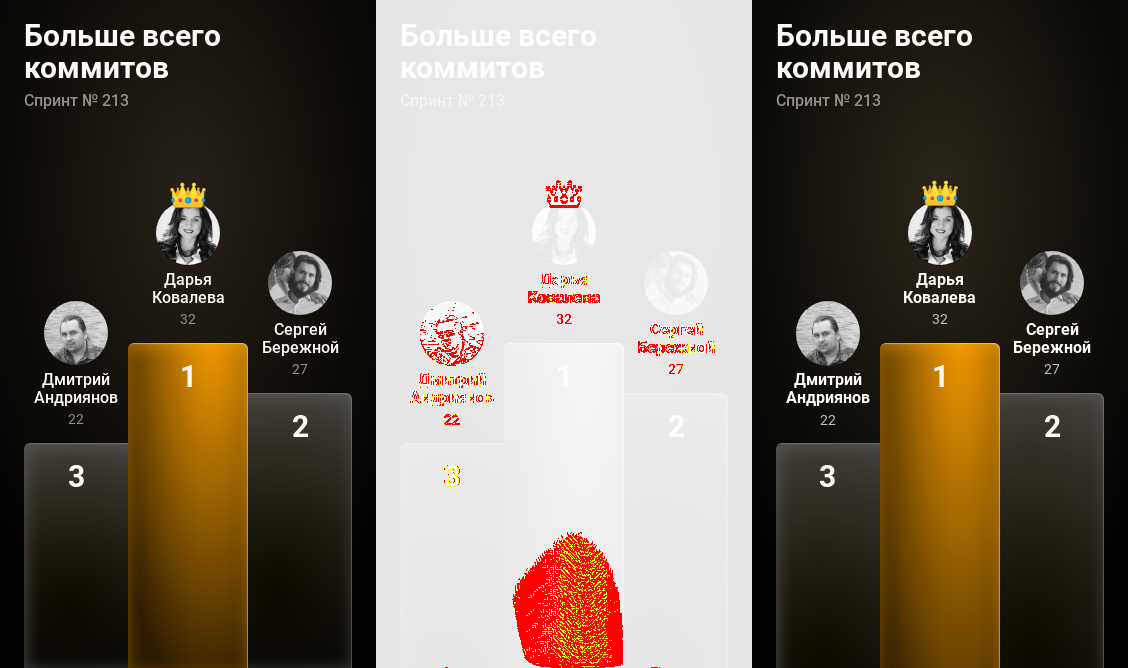 Больше всего
коммитов
Спринт № 213
Дарья
Ковалева
32
Сергей
Бережной
27
Дмитрий
Андриянов
22
1
2
3
Больше всего
коммитов
Спринт № 213
Дарья
Ковалева
32
Сергей
Бережной
27
Дмитрий
Андриянов
22
1
2
3
Больше всего
коммитов
Спринт № 213
Дарья
Ковалева
32
Сергей
Бережной
27
Дмитрий
Андриянов
22
1
2
3